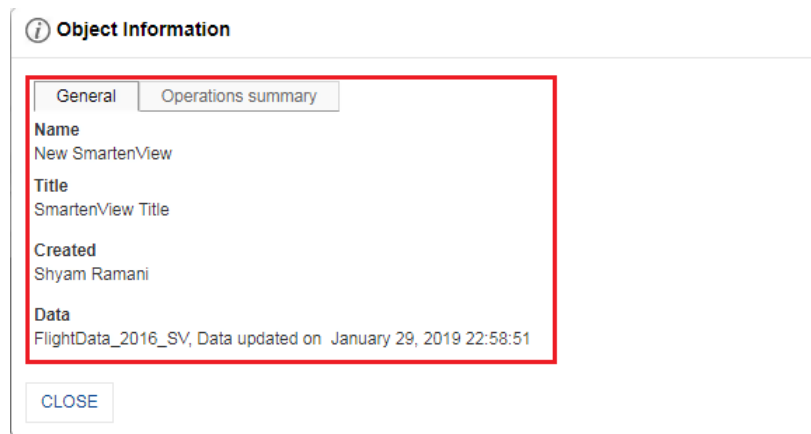 Object Information
General Operations summary
Name
New SmartenView
Title
SmartenView Title
Created
Shyam Ramani
Data
FlightData_2016_SV, Data updated on January 29, 2019 22:58:51
CLOSE